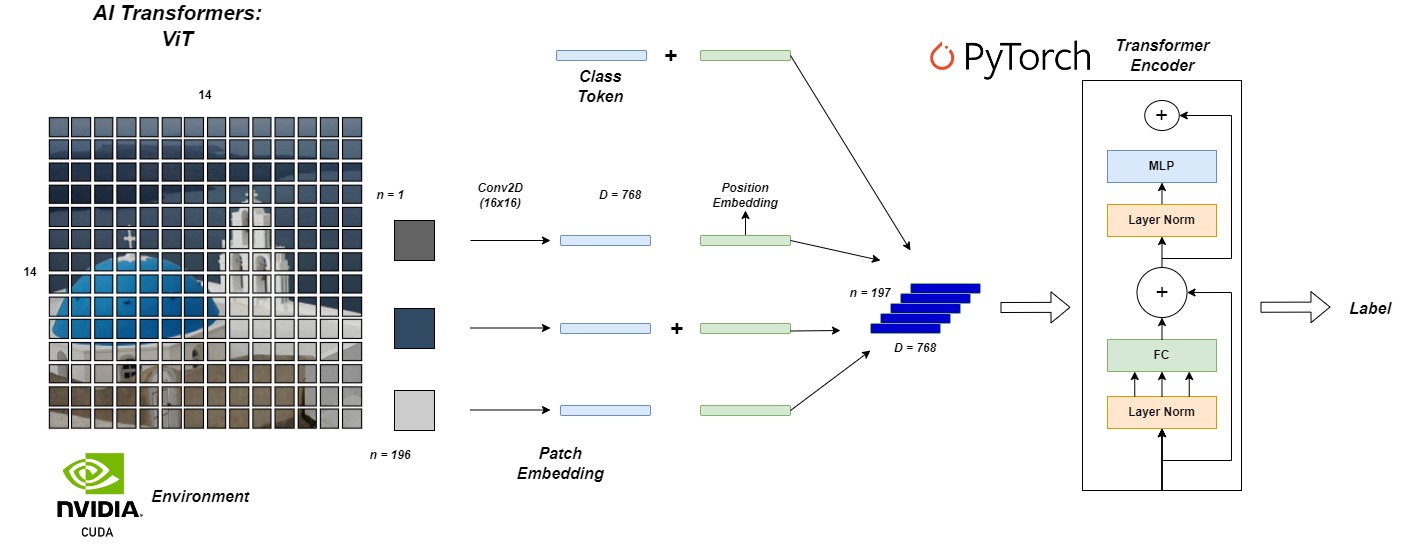 AI Transformers:
ViT
14
14
n = 1
n = 196
NVIDIA.
CUDA
Environment
Conv2D
(16x16)
D = 768
Patch
Embedding
Class
Token
+
Position
Embedding
+
n = 197
D = 768
PyTorch
Transformer
Encoder
+
MLP
Layer Norm
+
FC
Layer Norm
Label